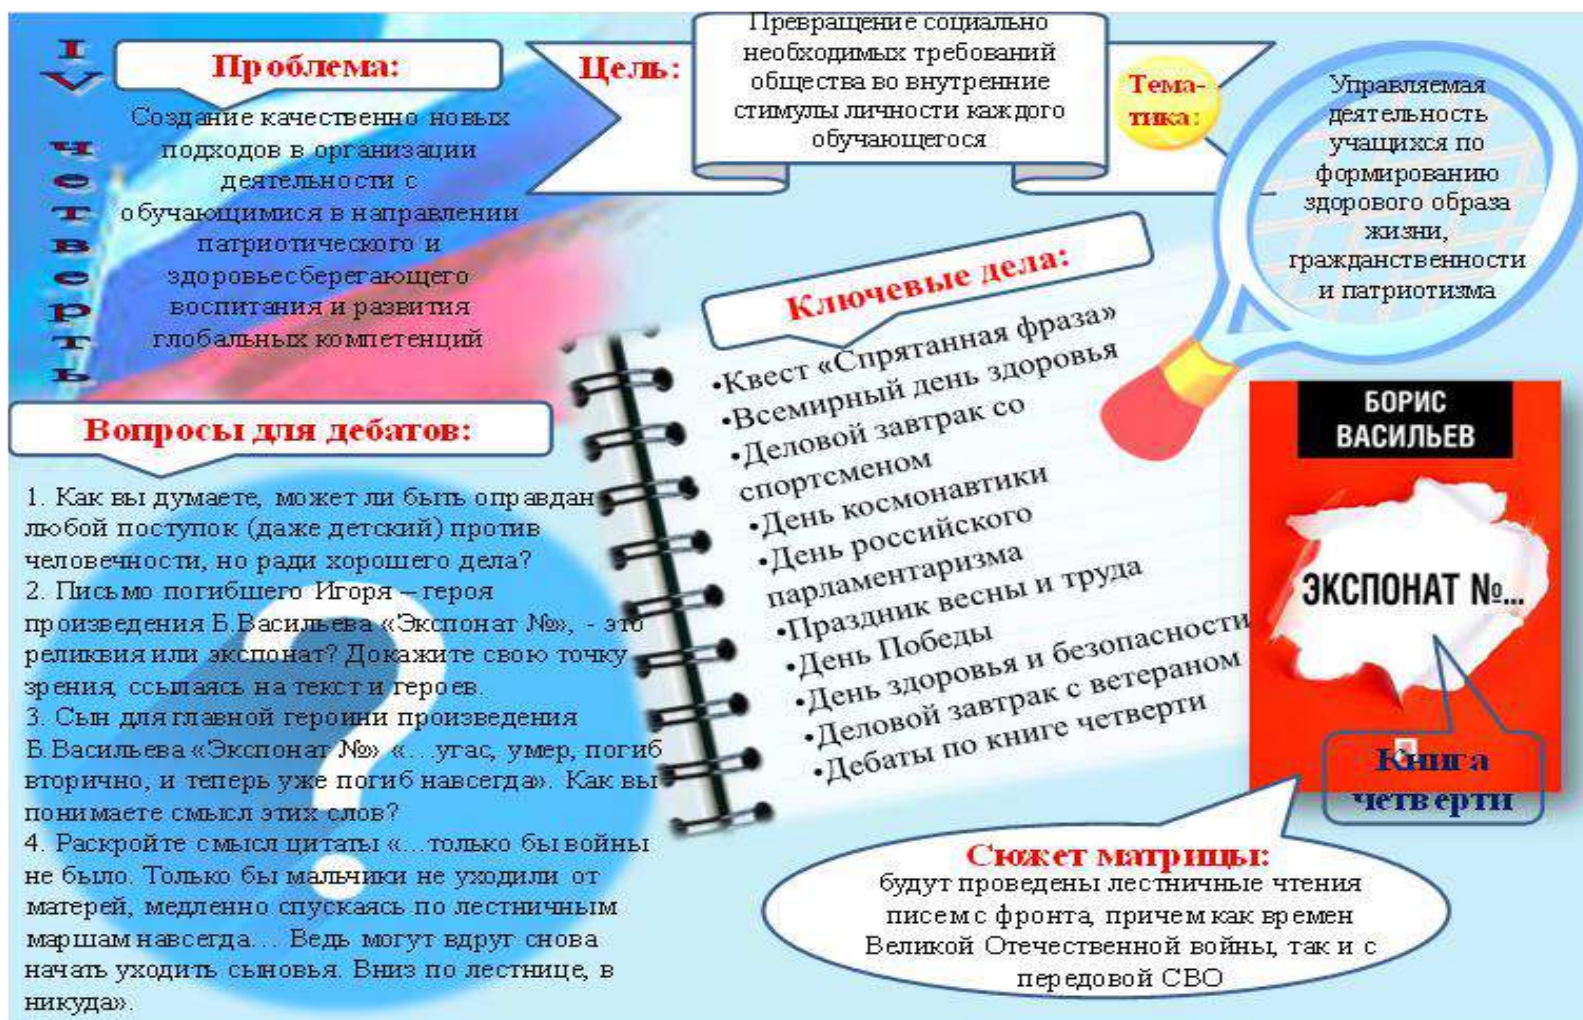 IV четверть
Проблема:
Создание качественно новых
подходов в организации
деятельности с
обучающимися в направлении
патриотического и
здоровьесберегающего
воспитания и развития
глобальных компетенций
Цель:
Превращение социально
необходимых требований
общества во внутренние
стимулы личности каждого
обучающегося
Тема-
тика:
Управляемая
деятельность
учащихся по
формированию
здорового образа
жизни,
гражданственности
и патриотизма
Ключевые дела:
•Квест «Спрятанная фраза»
•Всемирный день здоровья
•Деловой завтрак со
спортсменом
•День космонавтики
•День российского
парламентаризма
•Праздник весны и труда
•День Победы
•День здоровья и безопасности
•Деловой завтрак с ветераном
•Дебаты по книге четверти
Вопросы для дебатов:
1. Как вы думаете, может ли быть оправдан
любой поступок (даже детский) против
человечности, но ради хорошего дела?
2. Письмо погибшего Игоря – героя
произведения Б.Васильева «Экспонат №», - это
реликвия или экспонат? Докажите свою точку
зрения, ссылаясь на текст и героев.
3. Сын для главной героини произведения
Б.Васильева «Экспонат №» «…угас, умер, погиб
вторично, и теперь уже погиб навсегда». Как вы
понимаете смысл этих слов?
4. Раскройте смысл цитаты «…только бы войны
не было. Только бы мальчики не уходили от
матерей, медленно спускаясь по лестничным
маршам навсегда… Ведь могут вдруг снова
начать уходить сыновья. Вниз по лестнице, в
никуда».
БОРИС
ВАСИЛЬЕВ
ЭКСПОНАТ №...
Книга
четверти
Сюжет матрицы:
будут проведены лестничные чтения
писем с фронта, причем как времен
Великой Отечественной войны, так и с
передовой СВО